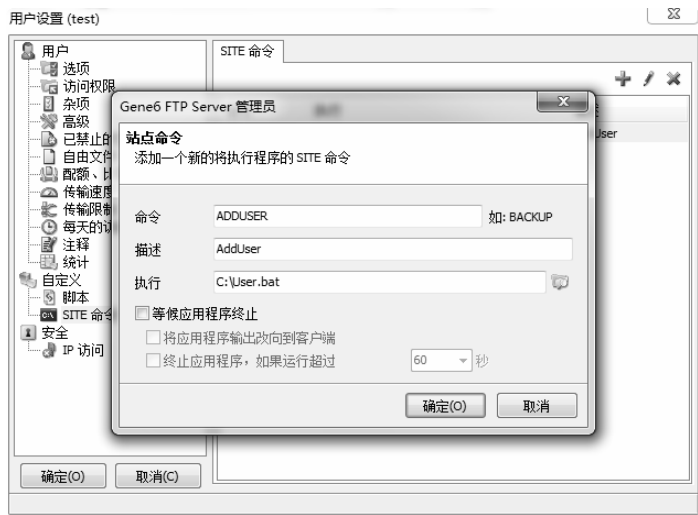 用户设置 (test)
用户
选项
访问权限
杂项
高级
已禁止的
自由文件
配额、比
传输速度
传输限制
每天的访
注释
统计
自定义
脚本
SITE 命令
安全
IP 访问
确定(O)
取消(C)
SITE 命令
User
Gene6 FTP Server 管理员
站点命令
添加一个新的将执行程序的 SITE 命令
命令 ADDUSER 如: BACKUP
描述 AddUser
执行 C:\User.bat
等候应用程序终止
将应用程序输出改向到客户端
终止应用程序，如果运行超过 60 秒
确定(O) 取消